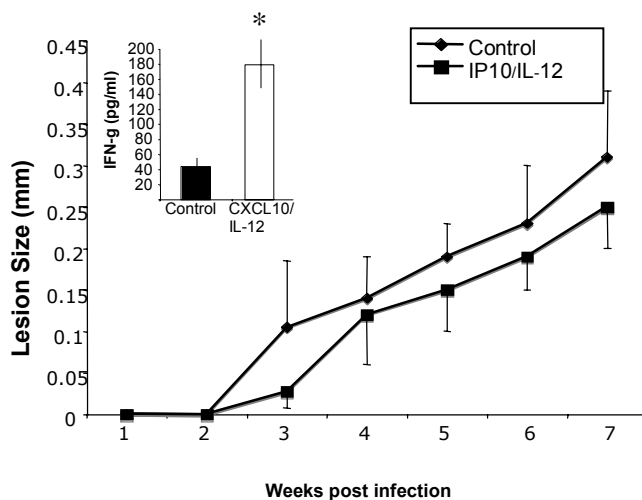 0.45
0.4
0.35
0.3
0.25
0.2
0.15
0.1
0.05
0
Lesion Size (mm)
*
200
180
160
140
120
100
80
60
40
20
IFN-g (pg/ml)
Control CXCL10/
IL-12
Control
IP10/IL-12
1 2 3 4 5 6 7
Weeks post infection